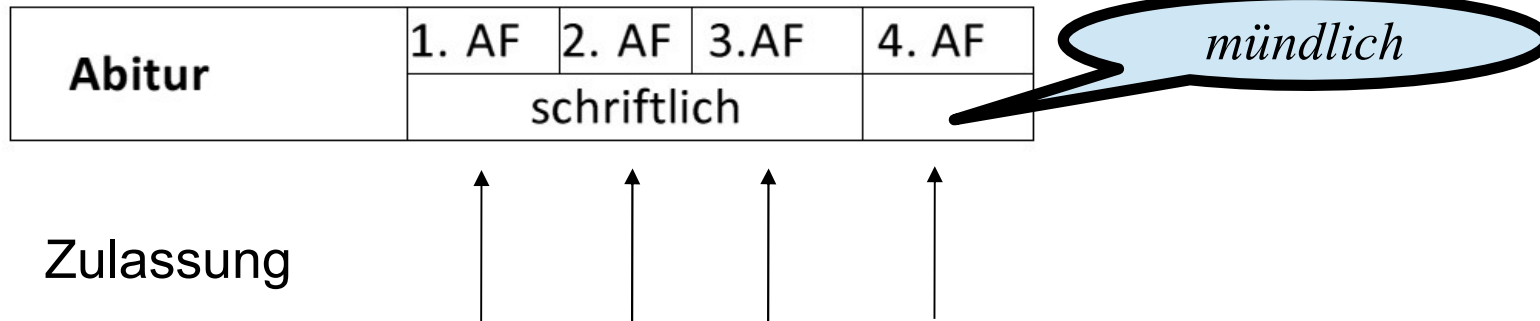 Abitur
1. AF 2. AF 3.AF 4. AF
schriftlich
mündlich
Zulassung